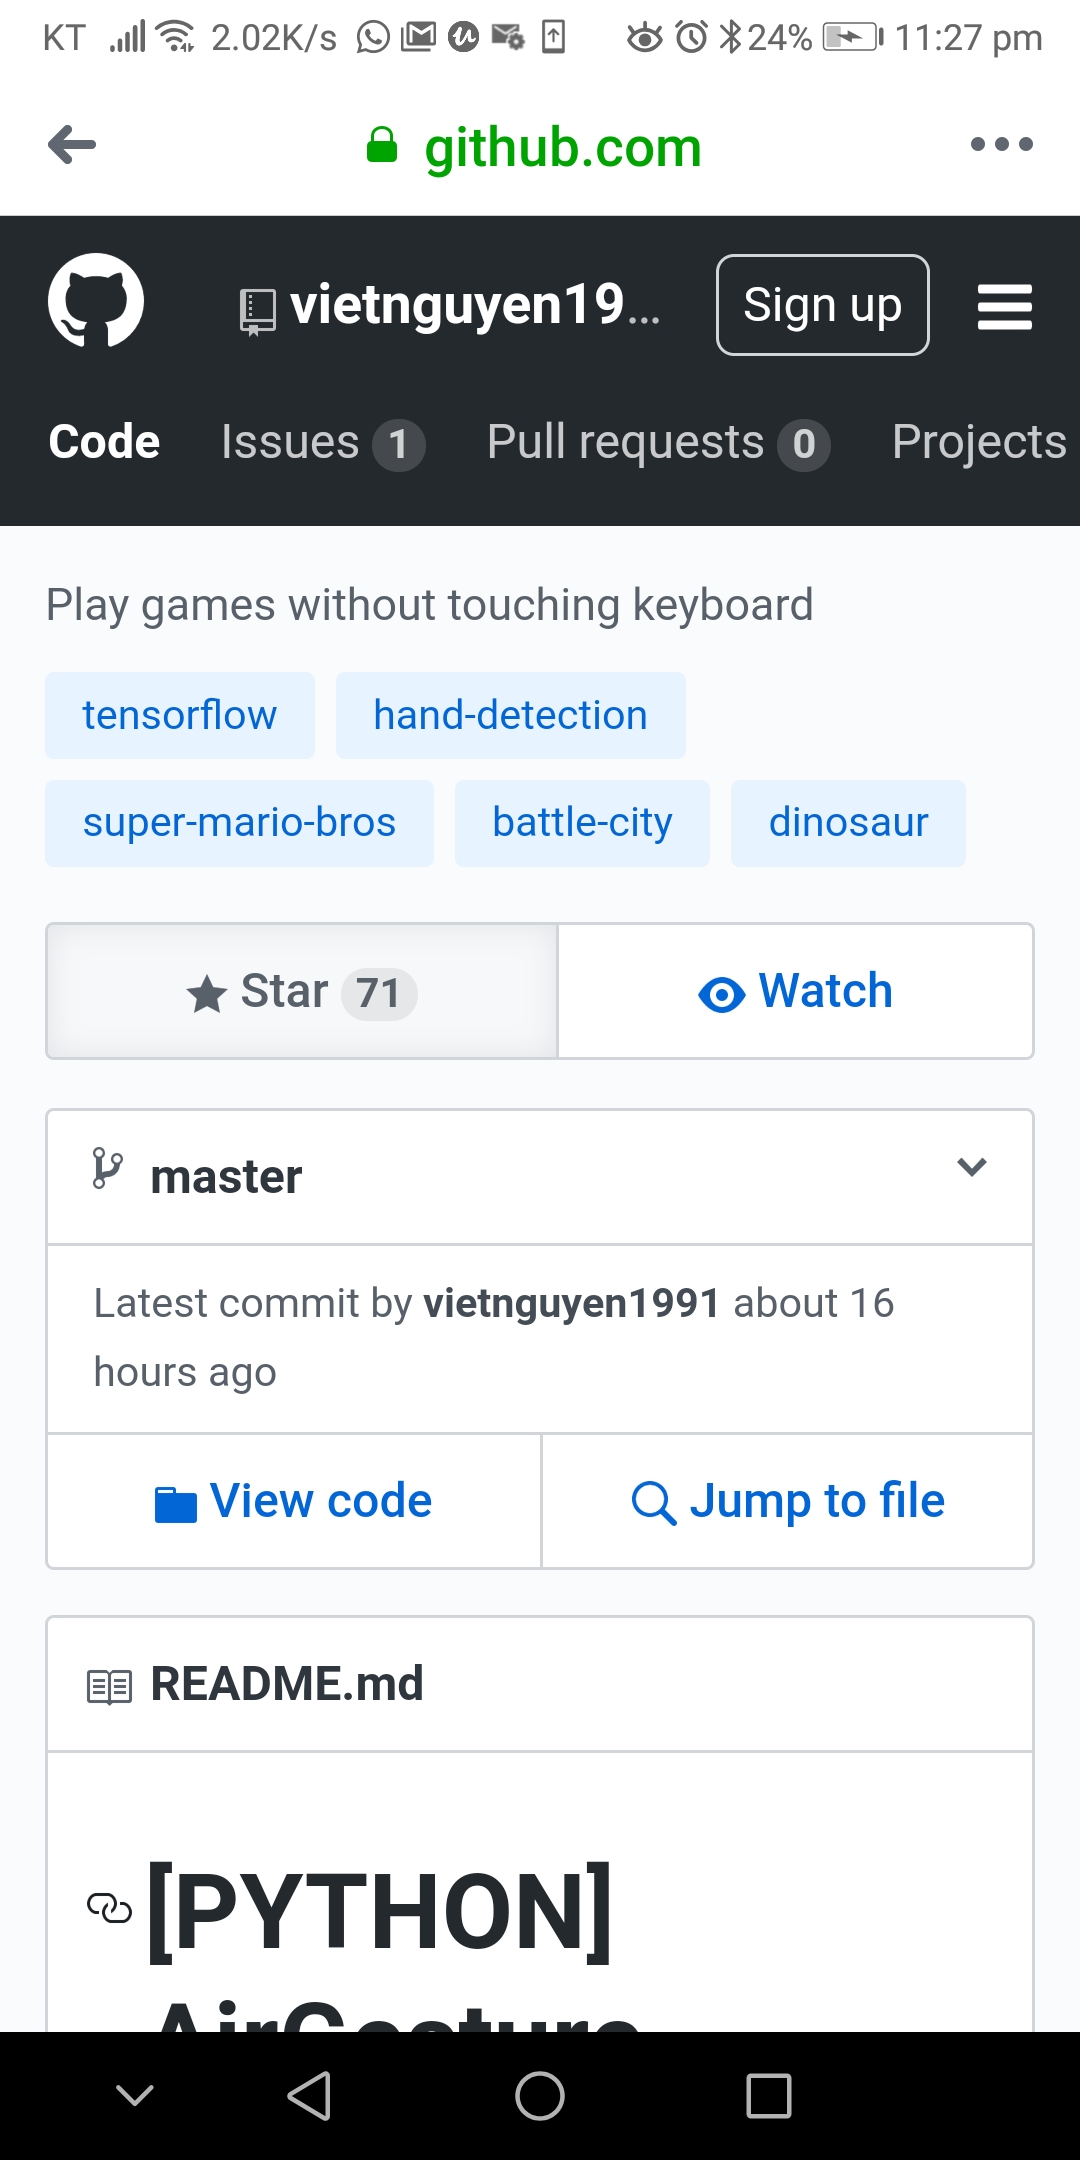 KT 2.02K/s 24% 11:27 pm
github.com
vietnguyen19... Sign up
Code Issues 1 Pull requests 0 Projects
Play games without touching keyboard
tensorflow hand-detection
super-mario-bros battle-city dinosaur
Star 71 Watch
master
Latest commit by vietnguyen1991 about 16
hours ago
View code Jump to file
README.md
[PYTHON]
AirGesture